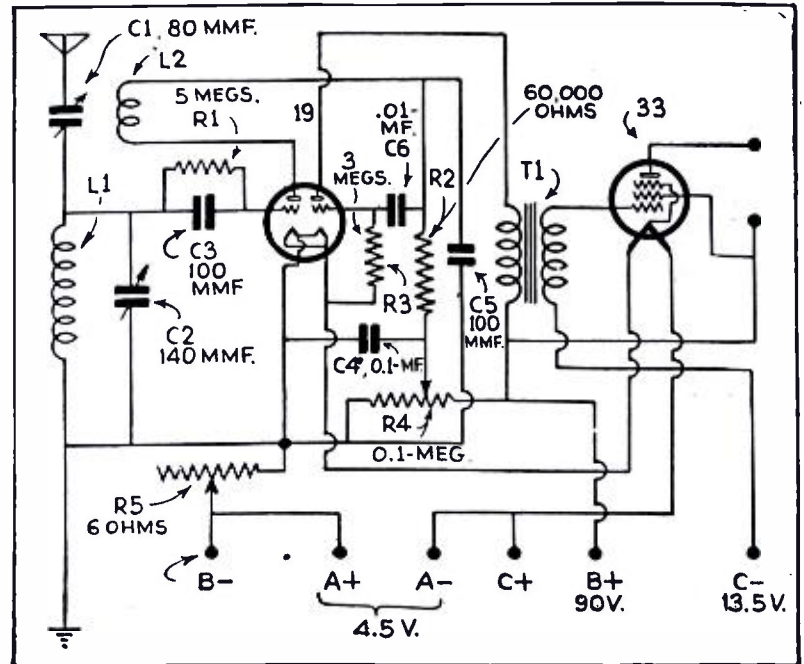 C1, 80 MMF.
L2
5 MEGS.
R1
19
.01-
MF.
C6
60,000
OHMS
33
3
MEGS.
R2
T1
L1
C3
100
MMF
R3
C5
100
MMF.
C2
140 MMF.
C4, 0.1-MF.
R4
0.1-MEG
R5
6 OHMS
B-
A+
A-
C+
B+
90V.
C-
13.5V.
4.5 V.